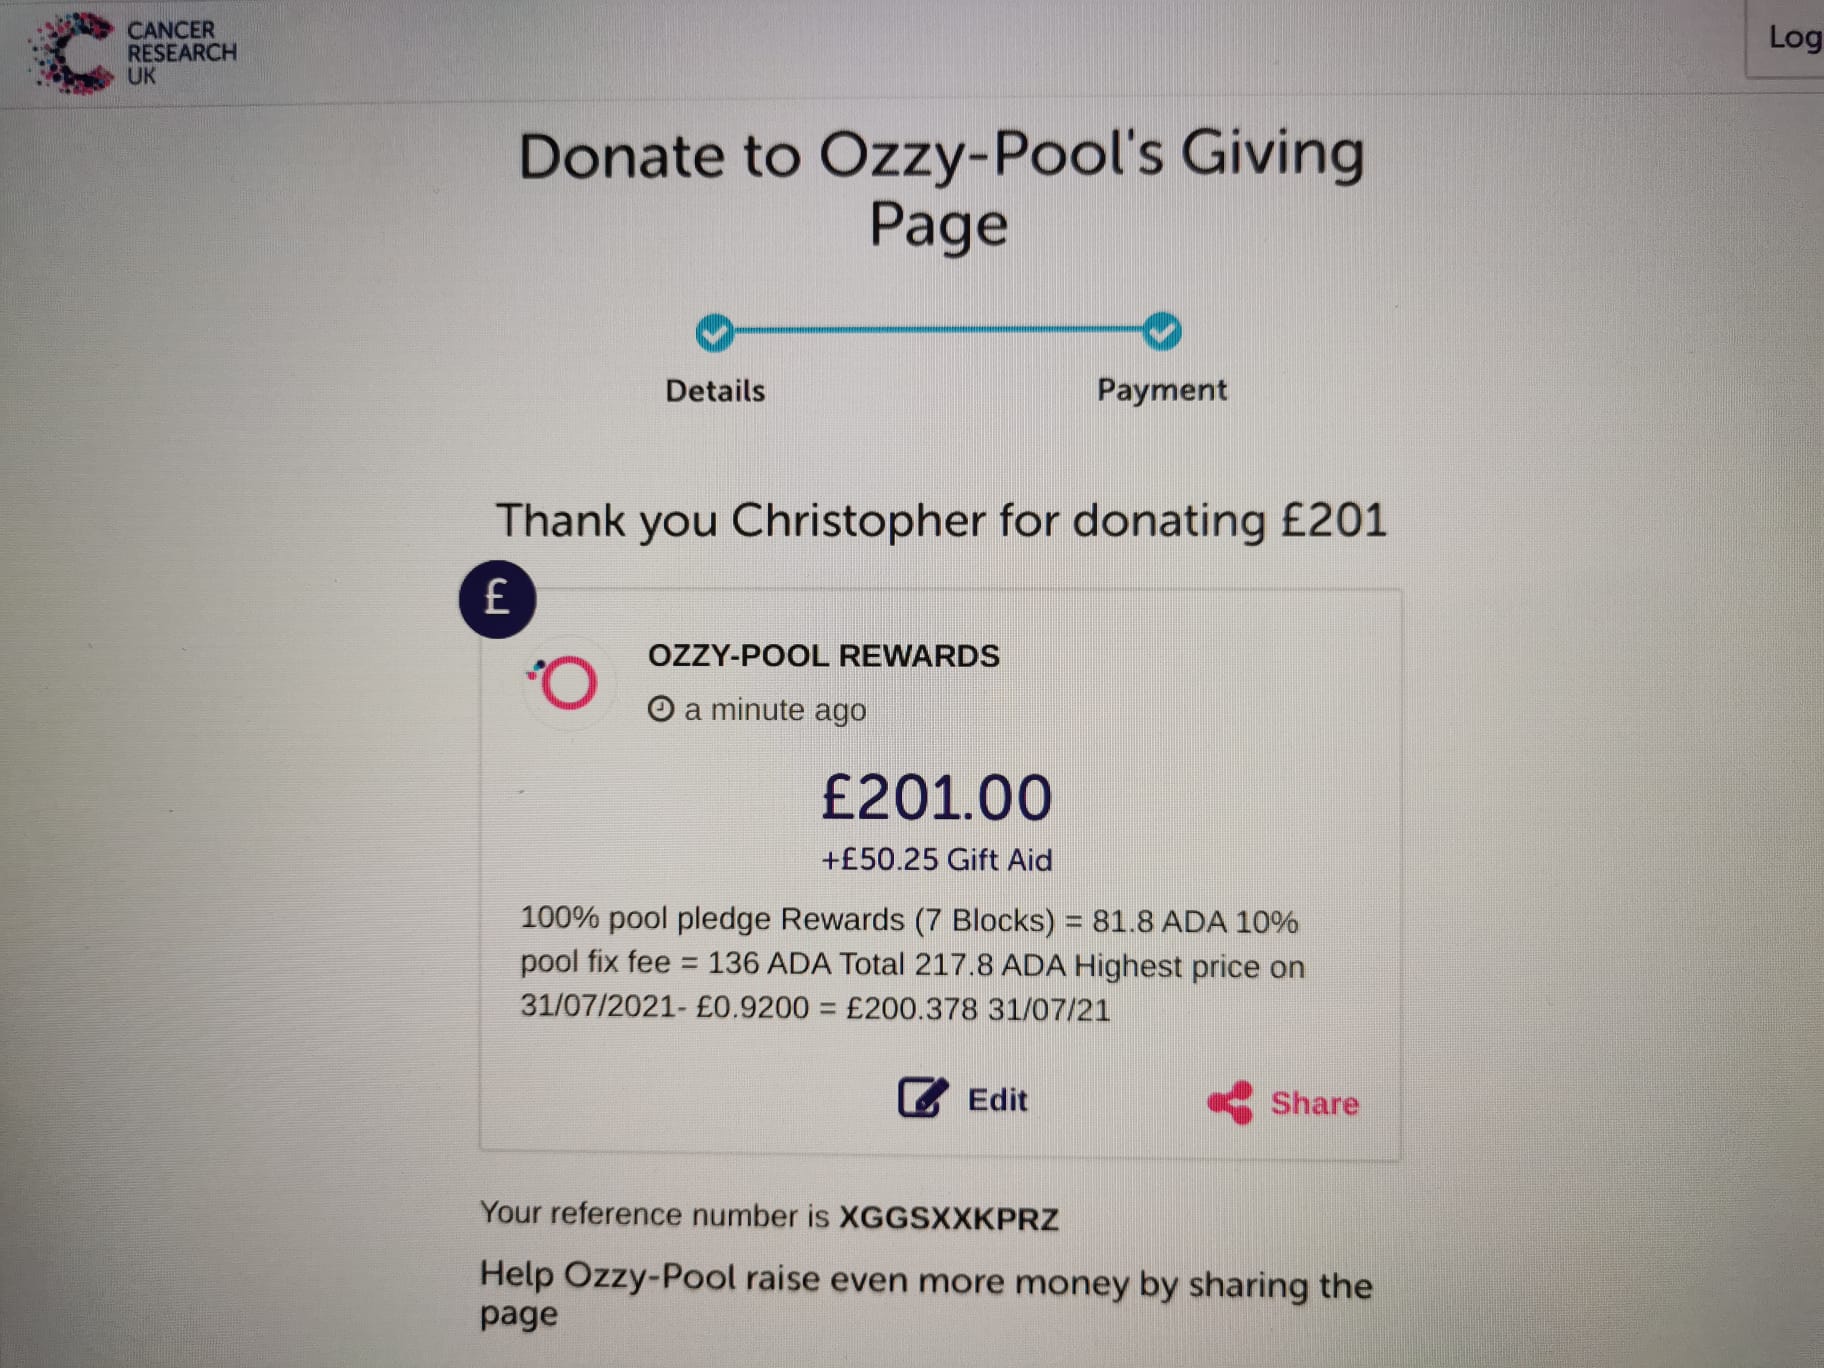 CANCER
RESEARCH
UK
Log
Donate to Ozzy-Pool's Giving
Page
Details
Payment
Thank you Christopher for donating £201
£
OZZY-POOL REWARDS
a minute ago
£201.00
+£50.25 Gift Aid
100% pool pledge Rewards (7 Blocks) = 81.8 ADA 10%
pool fix fee = 136 ADA Total 217.8 ADA Highest price on
31/07/2021- £0.9200 = £200.378 31/07/21
Edit
Share
Your reference number is XGGSXXKPRZ
Help Ozzy-Pool raise even more money by sharing the
page